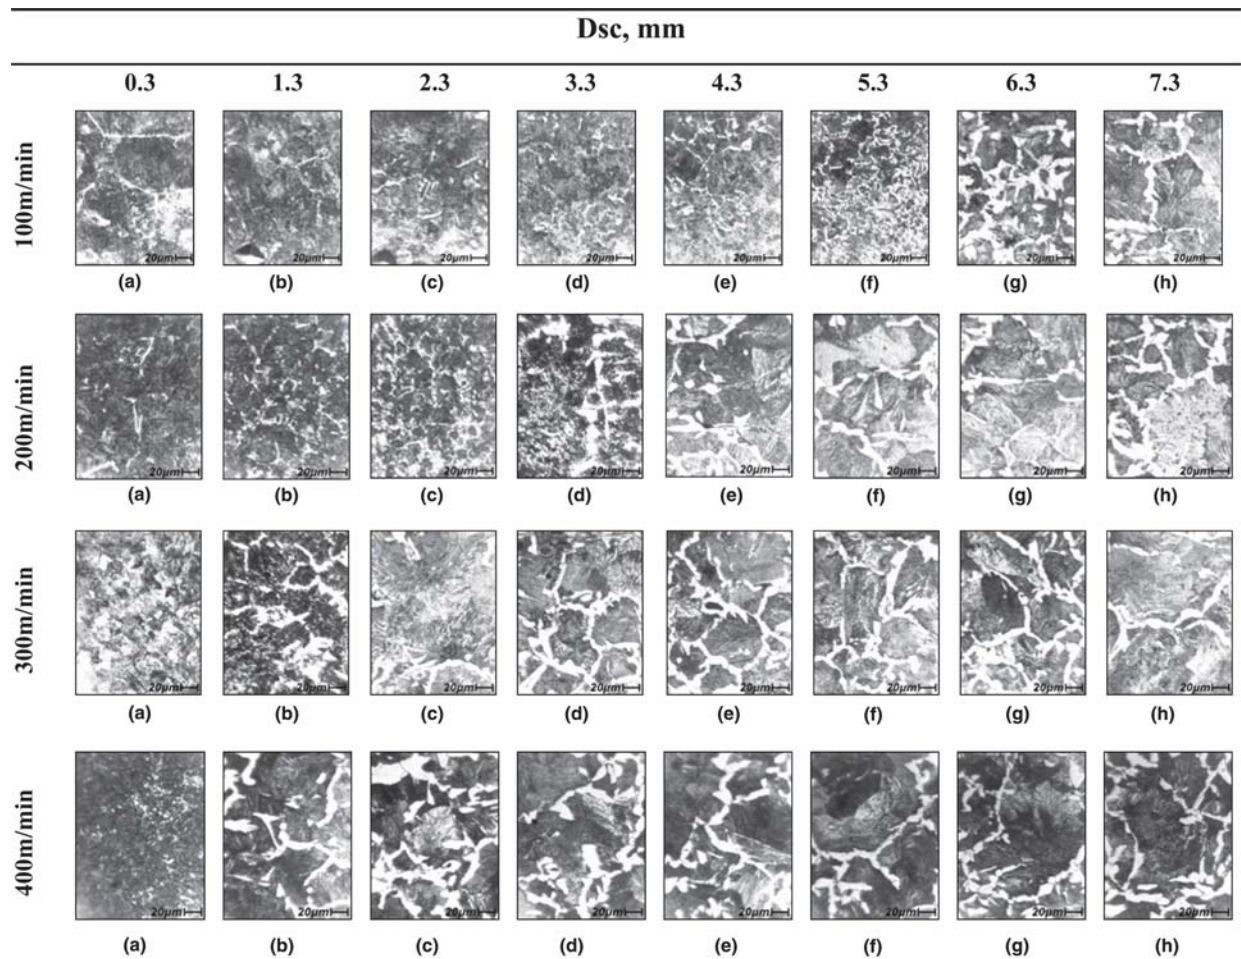 Dsc, mm
0.3 1.3 2.3 3.3 4.3 5.3 6.3 7.3
100m/min
20µm 20µm 20µm 20µm 20µm 20µm 20µm 20µm
(a) (b) (c) (d) (e) (f) (g) (h)
200m/min
20µm 20µm 20µm 20µm 20µm 20µm 20µm 20µm
(a) (b) (c) (d) (e) (f) (g) (h)
300m/min
20µm 20µm 20µm 20µm 20µm 20µm 20µm 20µm
(a) (b) (c) (d) (e) (f) (g) (h)
400m/min
20µm 20µm 20µm 20µm 20µm 20µm 20µm 20µm
(a) (b) (c) (d) (e) (f) (g) (h)